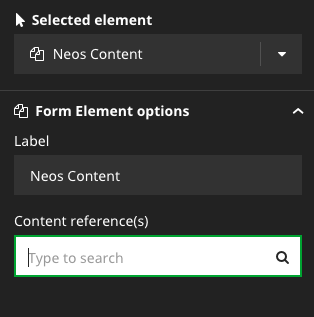 Selected element
Neos Content
Form Element options
Label
Neos Content
Content reference(s)
Type to search